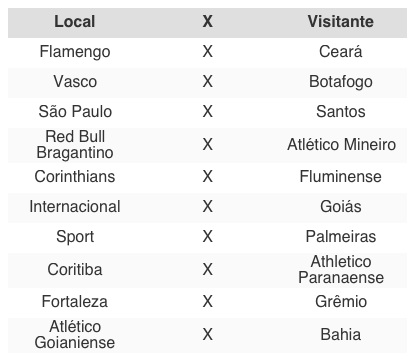 Local X Visitante
Flamengo X Ceará
Vasco X Botafogo
São Paulo X Santos
Red Bull
Bragantino X Atlético Mineiro
Corinthians X Fluminense
Internacional X Goiás
Sport X Palmeiras
Coritiba X Athletico
Paranaense
Fortaleza X Grêmio
Atlético
Goianiense X Bahia